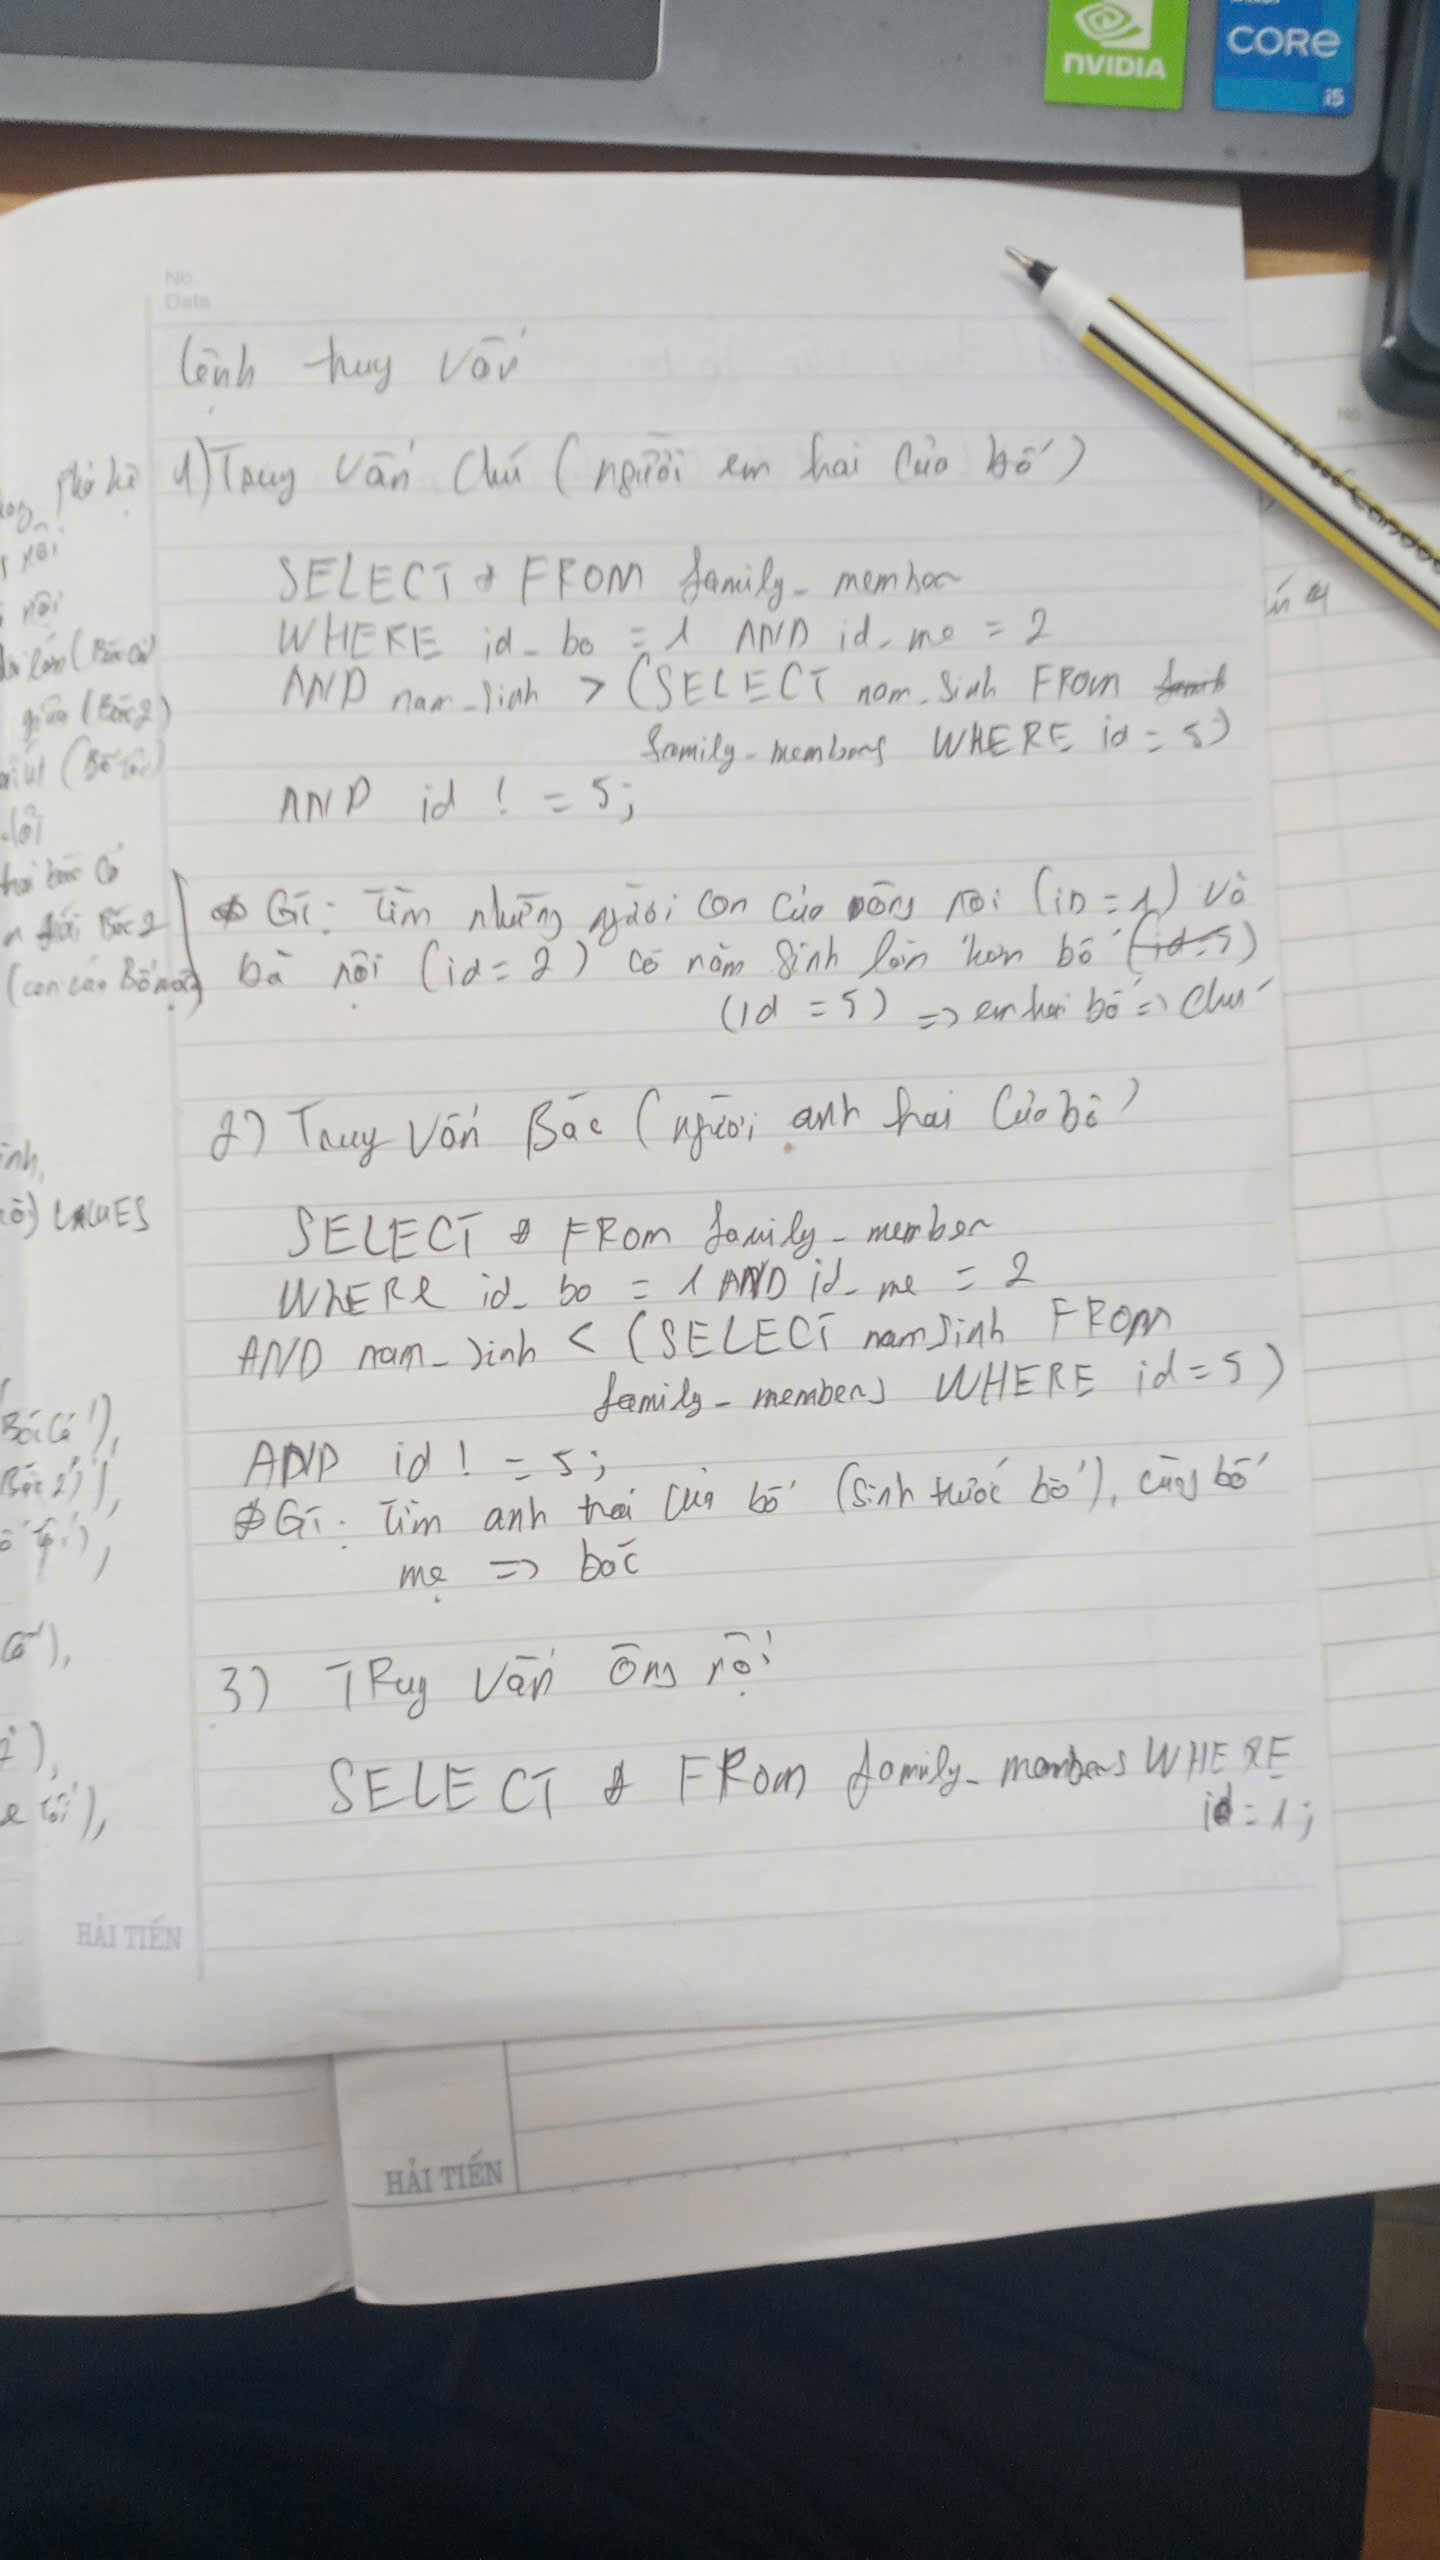 NVIDIA
CORe
i5
No.
Date
lệnh truy vấn
1) Truy vấn chú (người em trai của bố)
SELECT * FROM family_member
WHERE id_bo = 1 AND id_me = 2
AND nam_sinh > (SELECT nam_sinh FROM
family_members WHERE id = 5)
AND id ! = 5;
GT: Tìm những người con của ông nội (ID = 1) và
bà nội (id = 2) có năm sinh lớn hơn bố (id = 5)
(id = 5) => em trai bố => chú
2) Truy vấn Bác (người anh trai của bố)
SELECT * FROM family_member
WHERE id_bo = 1 AND id_me = 2
AND nam_sinh < (SELECT namsinh FROM
family_members WHERE id = 5)
AND id ! = 5;
GT: Tìm anh trai của bố (sinh trước bố), cùng bố
mẹ => bác
3) TRuy vấn ông nội
SELECT * FROM family_members WHERE
id = 1;
VALUES
HẢI TIẾN
HẢI TIẾN